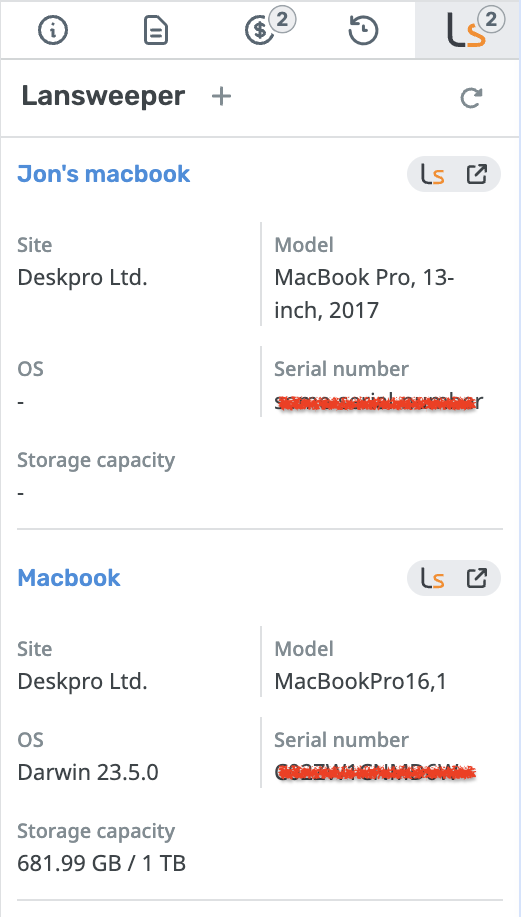 2
Ls 2
Lansweeper +
Jon's macbook
Ls
Site
Deskpro Ltd.
Model
MacBook Pro, 13-
inch, 2017
OS
-
Serial number
Storage capacity
-
Macbook
Ls
Site
Deskpro Ltd.
Model
MacBookPro16,1
OS
Darwin 23.5.0
Serial number
Storage capacity
681.99 GB / 1 TB